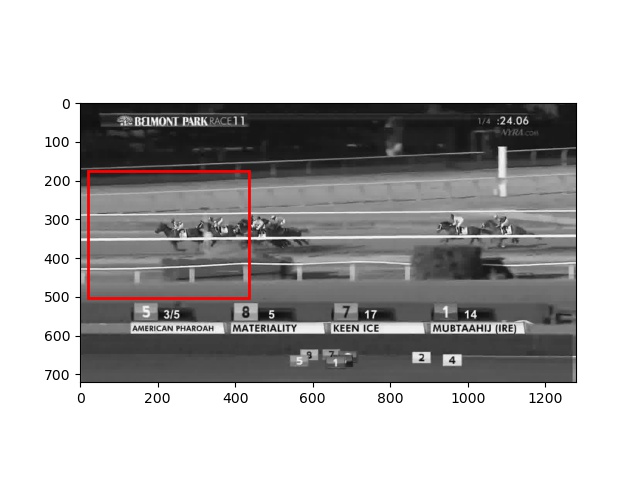 BELMONT PARK RACE 11
1/4 :24.06
NYRA.com
5 3/5 8 5 7 17 1 14
AMERICAN PHAROAH MATERIALITY KEEN ICE MUBTAAHIJ (IRE)
5 1 2 4
0
100
200
300
400
500
600
700
0 200 400 600 800 1000 1200